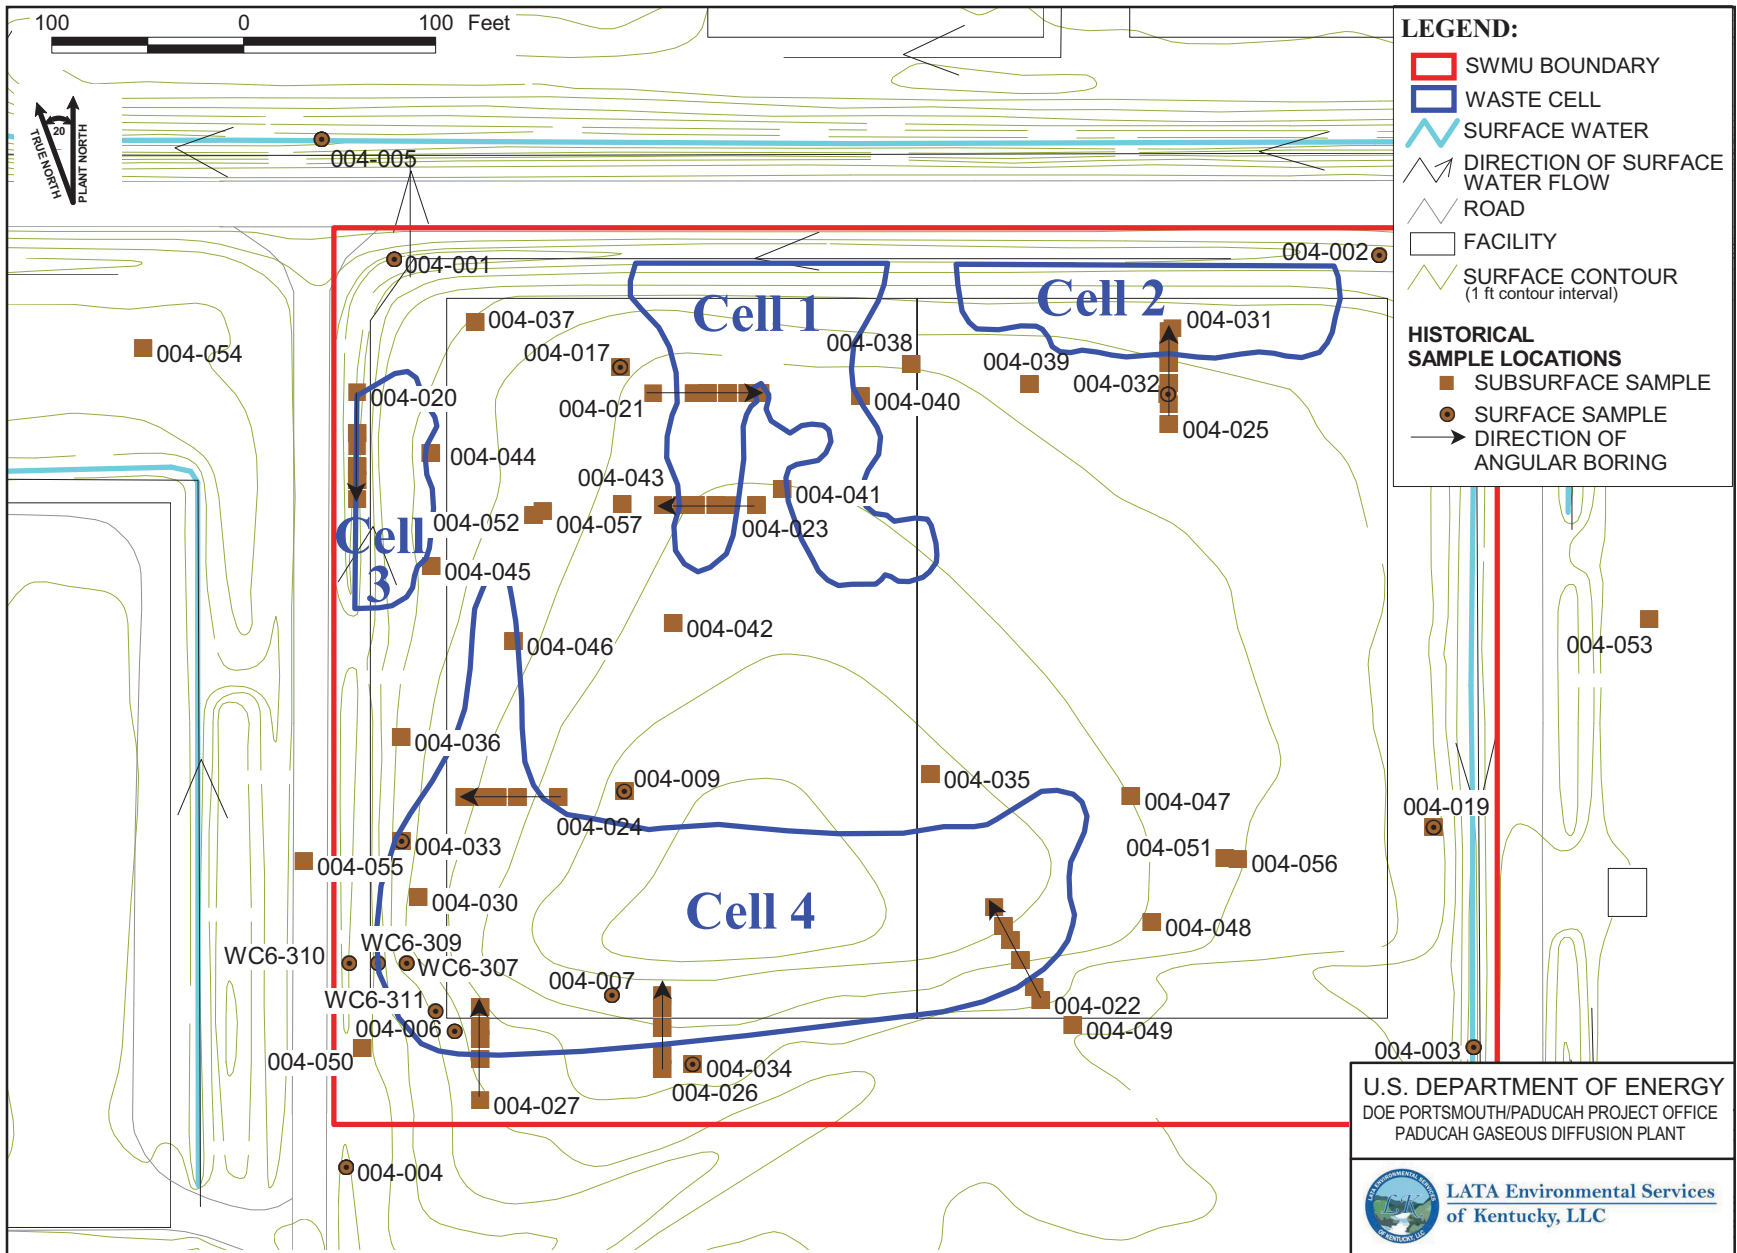 100 0 100 Feet
TRUE NORTH
20
PLANT NORTH
LEGEND:
SWMU BOUNDARY
WASTE CELL
SURFACE WATER
DIRECTION OF SURFACE
WATER FLOW
ROAD
FACILITY
SURFACE CONTOUR
(1 ft contour interval)
HISTORICAL
SAMPLE LOCATIONS
SUBSURFACE SAMPLE
SURFACE SAMPLE
DIRECTION OF
ANGULAR BORING
004-005
004-001
004-002
Cell 1
Cell 2
004-037
004-031
004-054
004-017
004-038
004-039
004-032
004-020
004-021
004-040
004-025
004-044
004-043
004-041
004-052
004-057
004-023
Cell
3
004-045
004-042
004-046
004-053
004-036
004-009
004-035
004-047
004-019
004-024
004-033
004-051
004-056
004-055
004-030
Cell 4
004-048
WC6-309
WC6-310
WC6-307
004-007
WC6-311
004-022
004-006
004-049
004-050
004-003
004-034
004-026
004-027
004-004
U.S. DEPARTMENT OF ENERGY
DOE PORTSMOUTH/PADUCAH PROJECT OFFICE
PADUCAH GASEOUS DIFFUSION PLANT
LATA ENVIRONMENTAL SERVICES
LK
OF KENTUCKY, LLC
LATA Environmental Services
of Kentucky, LLC